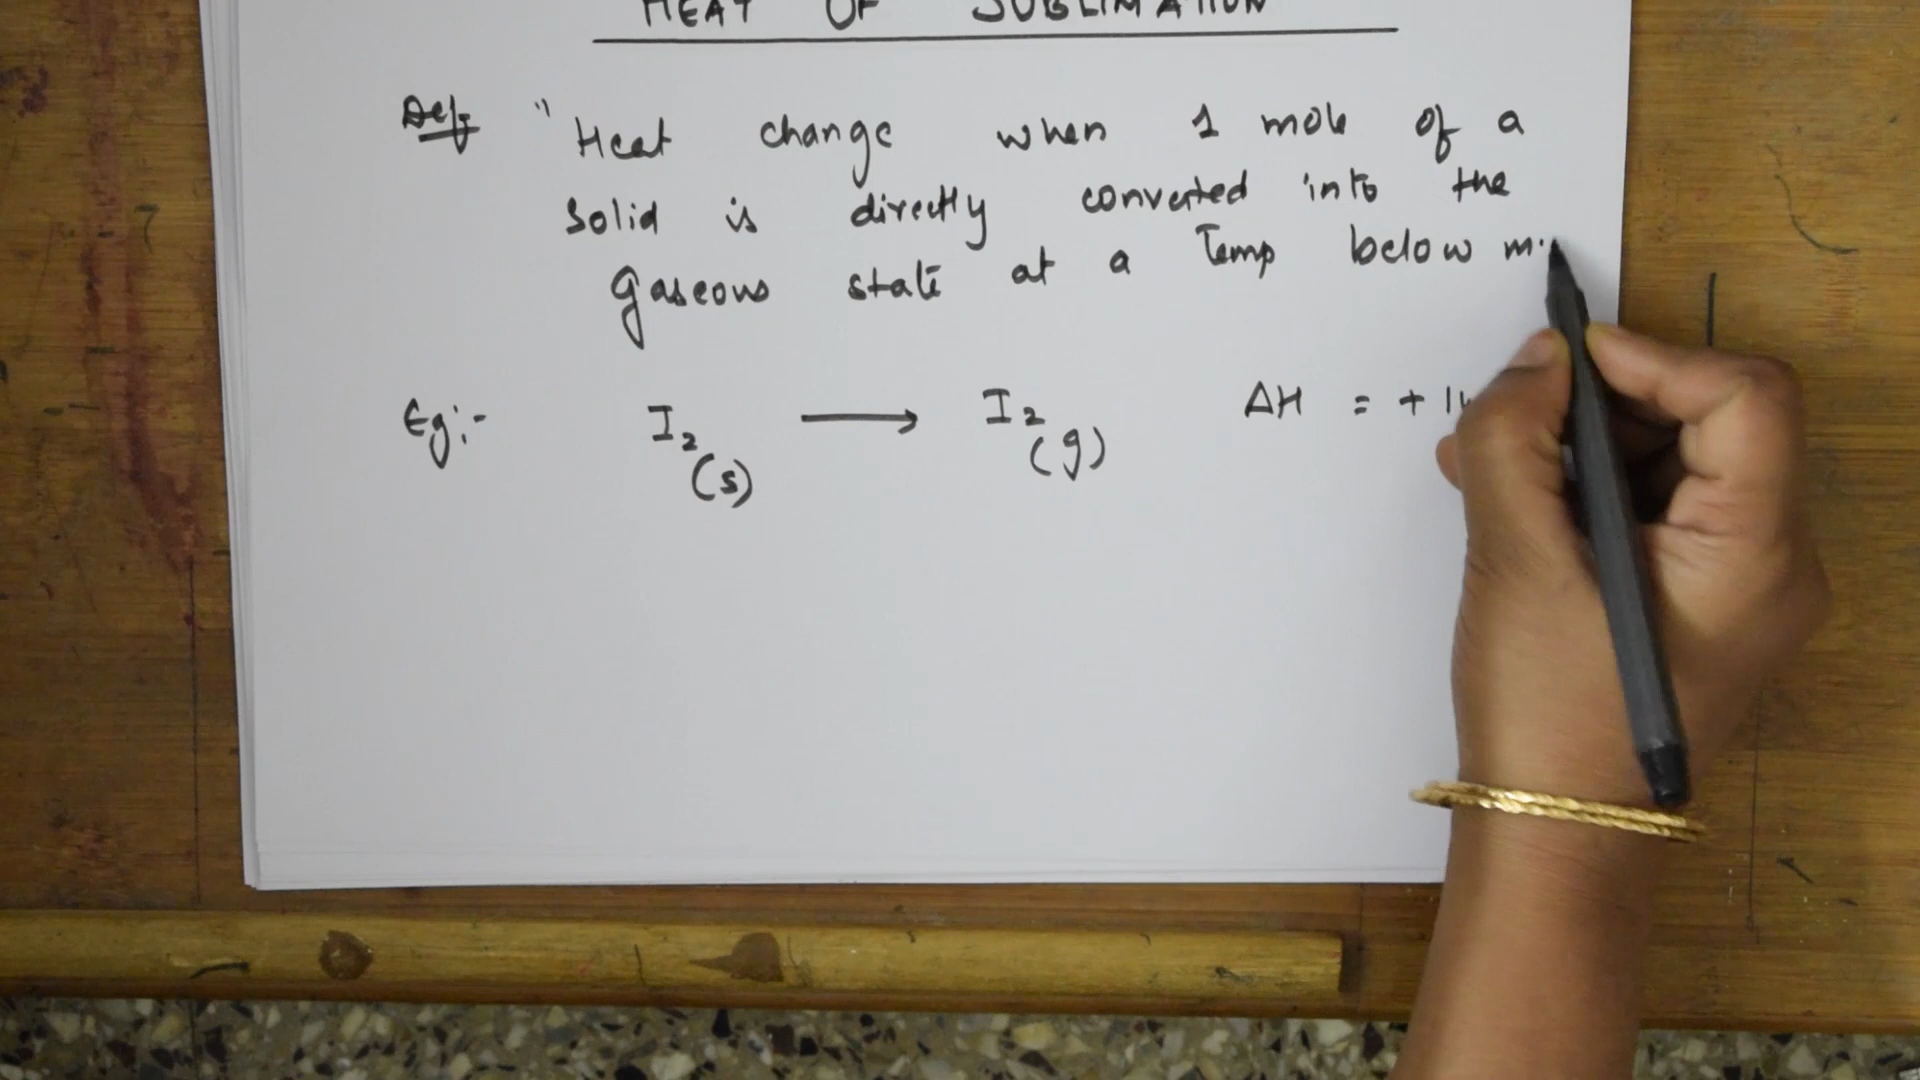 HEAT OF SUBLIMATION
Def "Heat change when 1 mole of a
solid is directly converted into the
gaseous state at a Temp below m.
Eg:- I2(s) → I2(g) ΔH = +